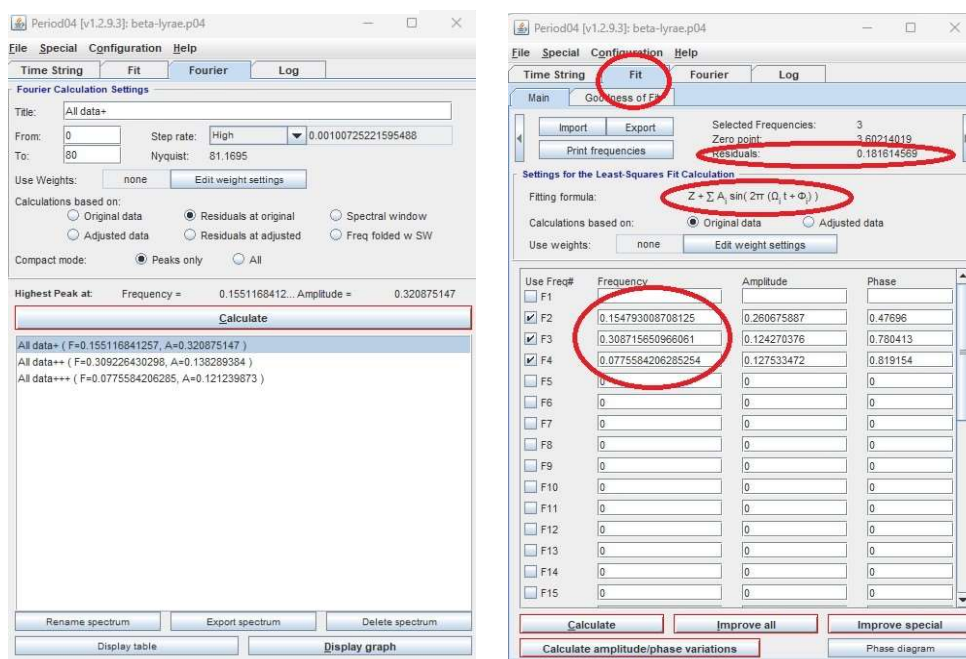 Period04 [v1.2.9.3]: beta-lyrae.p04
File Special Configuration Help
Time String Fit Fourier Log
Fourier Calculation Settings
Title: All data+
From: 0 Step rate: High 0.00100725221595488
To: 80 Nyquist: 81.1695
Use Weights: none Edit weight settings
Calculations based on:
Original data Residuals at original Spectral window
Adjusted data Residuals at adjusted Freq folded w SW
Compact mode: Peaks only All
Highest Peak at: Frequency = 0.1551168412... Amplitude = 0.320875147
Calculate
All data+ ( F=0.155116841257, A=0.320875147 )
All data++ ( F=0.309226430298, A=0.138289384 )
All data+++ ( F=0.0775584206285, A=0.121239873 )
Rename spectrum Export spectrum Delete spectrum
Display table Display graph
Period04 [v1.2.9.3]: beta-lyrae.p04
File Special Configuration Help
Time String Fit Fourier Log
Main Goodness of Fit
Import Export Selected Frequencies: 3
Zero point: 3.60214019
Print frequencies Residuals: 0.181614569
Settings for the Least-Squares Fit Calculation
Fitting formula: Z + ∑ Aᵢ sin( 2π (Ωᵢ t + Φᵢ) )
Calculations based on: Original data Adjusted data
Use weights: none Edit weight settings
Use Freq# Frequency Amplitude Phase
F1
F2 0.154793008708125 0.260675887 0.47696
F3 0.308715650966061 0.124270376 0.780413
F4 0.0775584206285254 0.127533472 0.819154
F5 0 0 0
F6 0 0 0
F7 0 0 0
F8 0 0 0
F9 0 0 0
F10 0 0 0
F11 0 0 0
F12 0 0 0
F13 0 0 0
F14 0 0 0
F15 0 0 0
Calculate Improve all Improve special
Calculate amplitude/phase variations Phase diagram